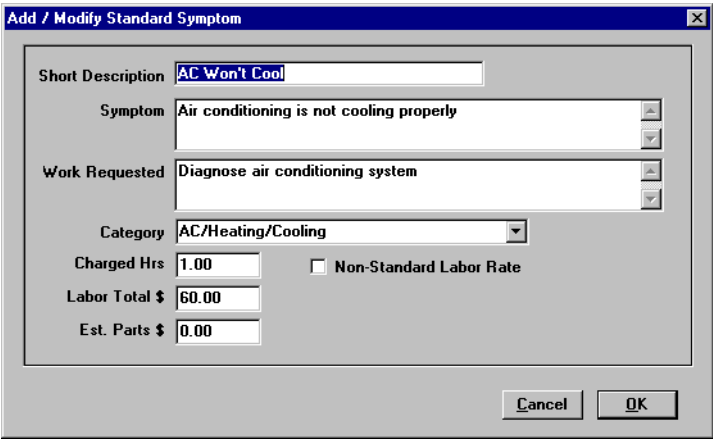 Add / Modify Standard Symptom
Short Description AC Won't Cool
Symptom Air conditioning is not cooling properly
Work Requested Diagnose air conditioning system
Category AC/Heating/Cooling
Charged Hrs 1.00 Non-Standard Labor Rate
Labor Total $ 60.00
Est. Parts $ 0.00
Cancel OK